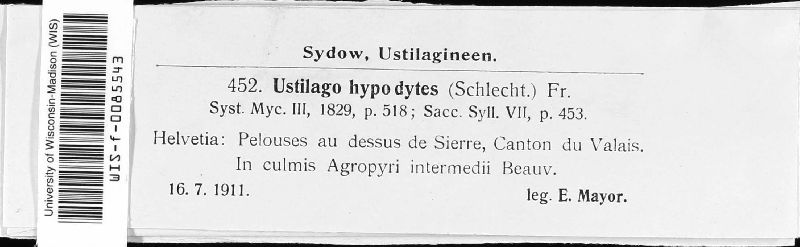 University of Wisconsin-Madison (WIS)
WIS-f-0085543
Sydow, Ustilagineen.
452. Ustilago hypodytes (Schlecht.) Fr.
Syst. Myc. III, 1829, p. 518; Sacc. Syll. VII, p. 453.
Helvetia: Pelouses au dessus de Sierre, Canton du Valais.
In culmis Agropyri intermedii Beauv.
16. 7. 1911. leg. E. Mayor.